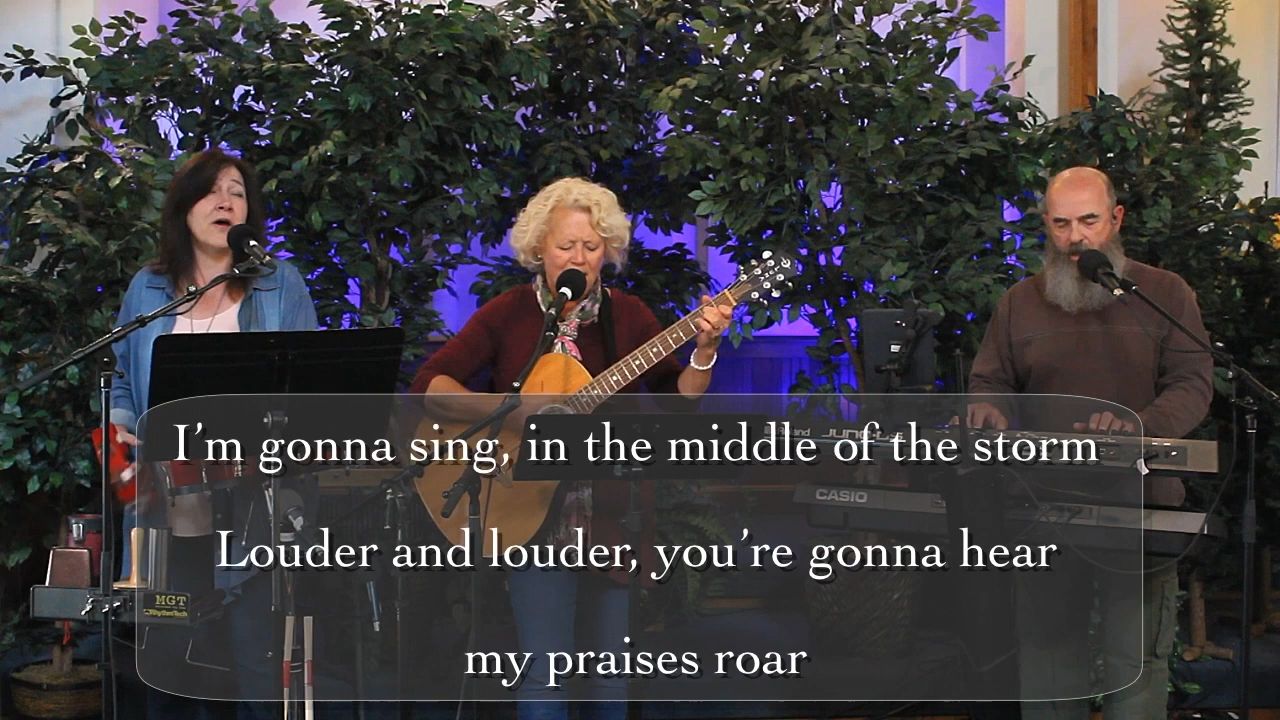 I'm gonna sing, in the middle of the storm
Louder and louder, you're gonna hear
my praises roar
CASIO
MGT
RhythmTech